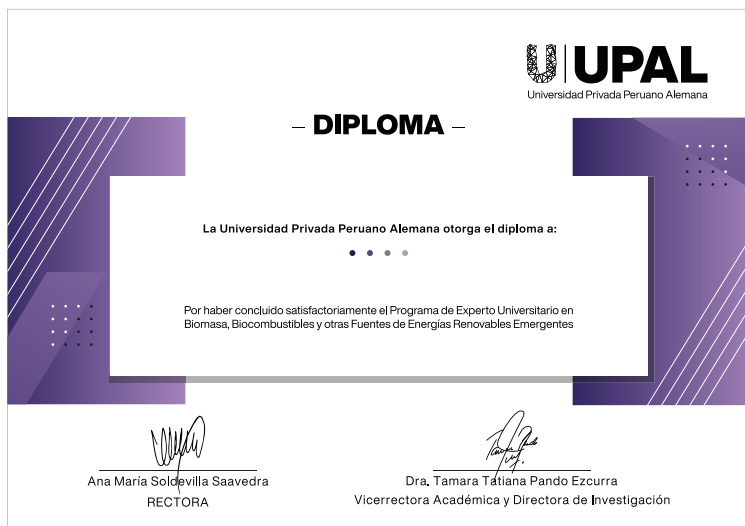 UPAL
Universidad Privada Peruano Alemana
– DIPLOMA –
La Universidad Privada Peruano Alemana otorga el diploma a:
Por haber concluido satisfactoriamente el Programa de Experto Universitario en
Biomasa, Biocombustibles y otras Fuentes de Energías Renovables Emergentes
Ana María Soldevilla Saavedra
RECTORA
Dra. Tamara Tatiana Pando Ezcurra
Vicerrectora Académica y Directora de Investigación